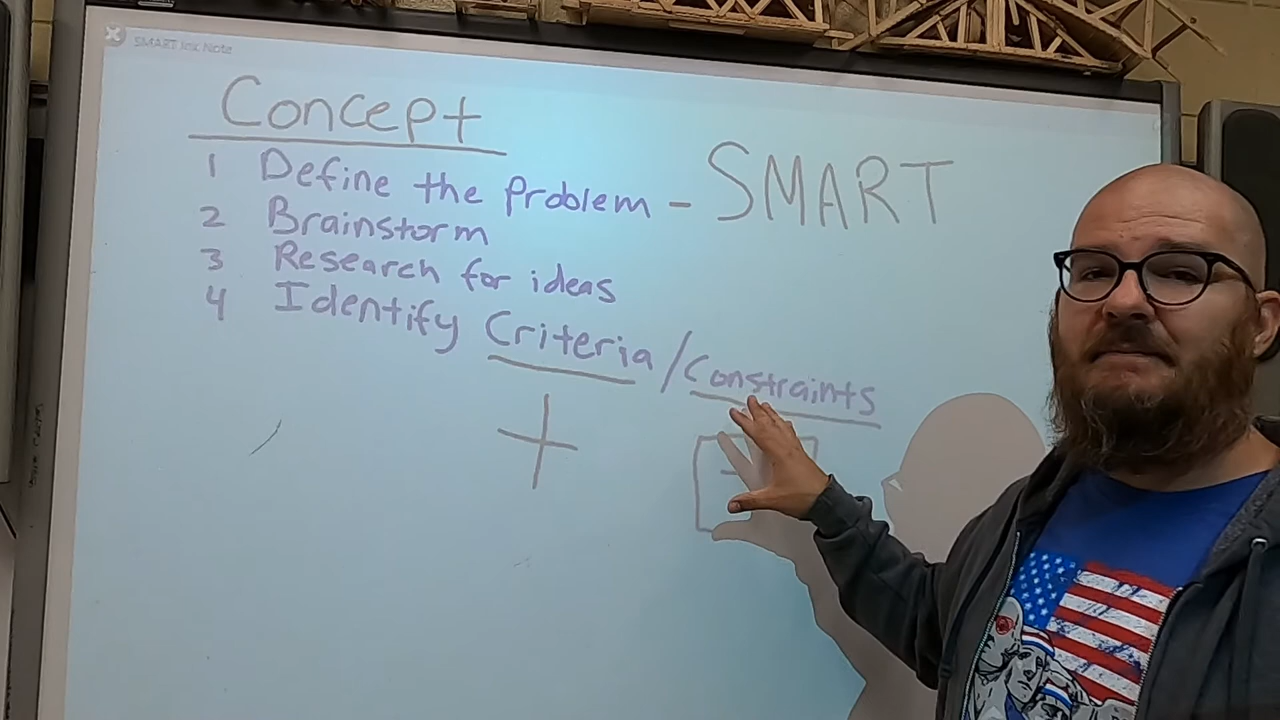 SMART Ink Note
Concept
1 Define the Problem - SMART
2 Brainstorm
3 Research for ideas
4 Identify Criteria/Constraints
+